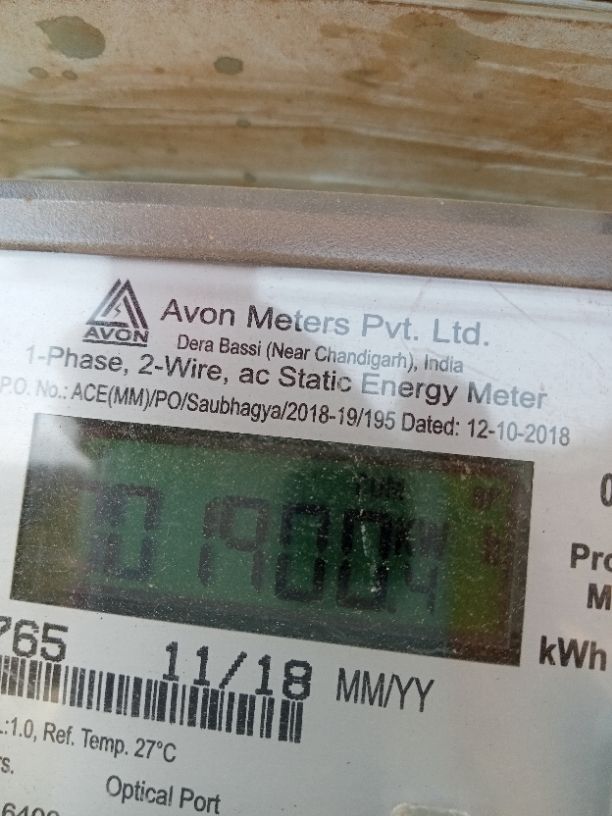 AVON
Avon Meters Pvt. Ltd.
Dera Bassi (Near Chandigarh), India
1-Phase, 2-Wire, ac Static Energy Meter
P.O. No.: ACE(MM)/PO/Saubhagya/2018-19/195 Dated: 12-10-2018
kWh
765
11/18 MM/YY
:1.0, Ref. Temp. 27°C
Optical Port